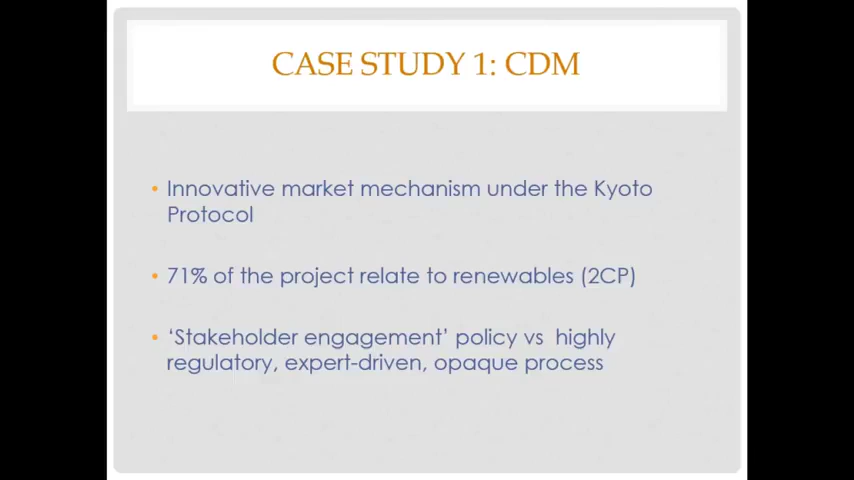 CASE STUDY 1: CDM
• Innovative market mechanism under the Kyoto
Protocol
• 71% of the project relate to renewables (2CP)
• ‘Stakeholder engagement’ policy vs highly
regulatory, expert-driven, opaque process